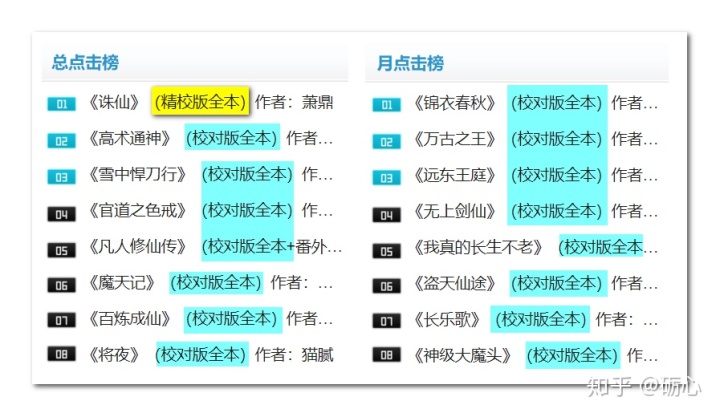 总点击榜
01 《诛仙》 (精校版全本) 作者：萧鼎
02 《高术通神》 (校对版全本) 作者…
03 《雪中悍刀行》 (校对版全本) 作…
04 《官道之色戒》 (校对版全本) 作…
05 《凡人修仙传》 (校对版全本+番外…
06 《魔天记》 (校对版全本) 作者：…
07 《百炼成仙》 (校对版全本) 作者…
08 《将夜》 (校对版全本) 作者：猫腻
月点击榜
01 《锦衣春秋》 (校对版全本) 作者…
02 《万古之王》 (校对版全本) 作者…
03 《远东王庭》 (校对版全本) 作者…
04 《无上剑仙》 (校对版全本) 作者…
05 《我真的长生不老》 (校对版全本…
06 《盗天仙途》 (校对版全本) 作者…
07 《长乐歌》 (校对版全本) 作者：…
08 《神级大魔头》 (校对版全本) 作…
知乎 @砺心